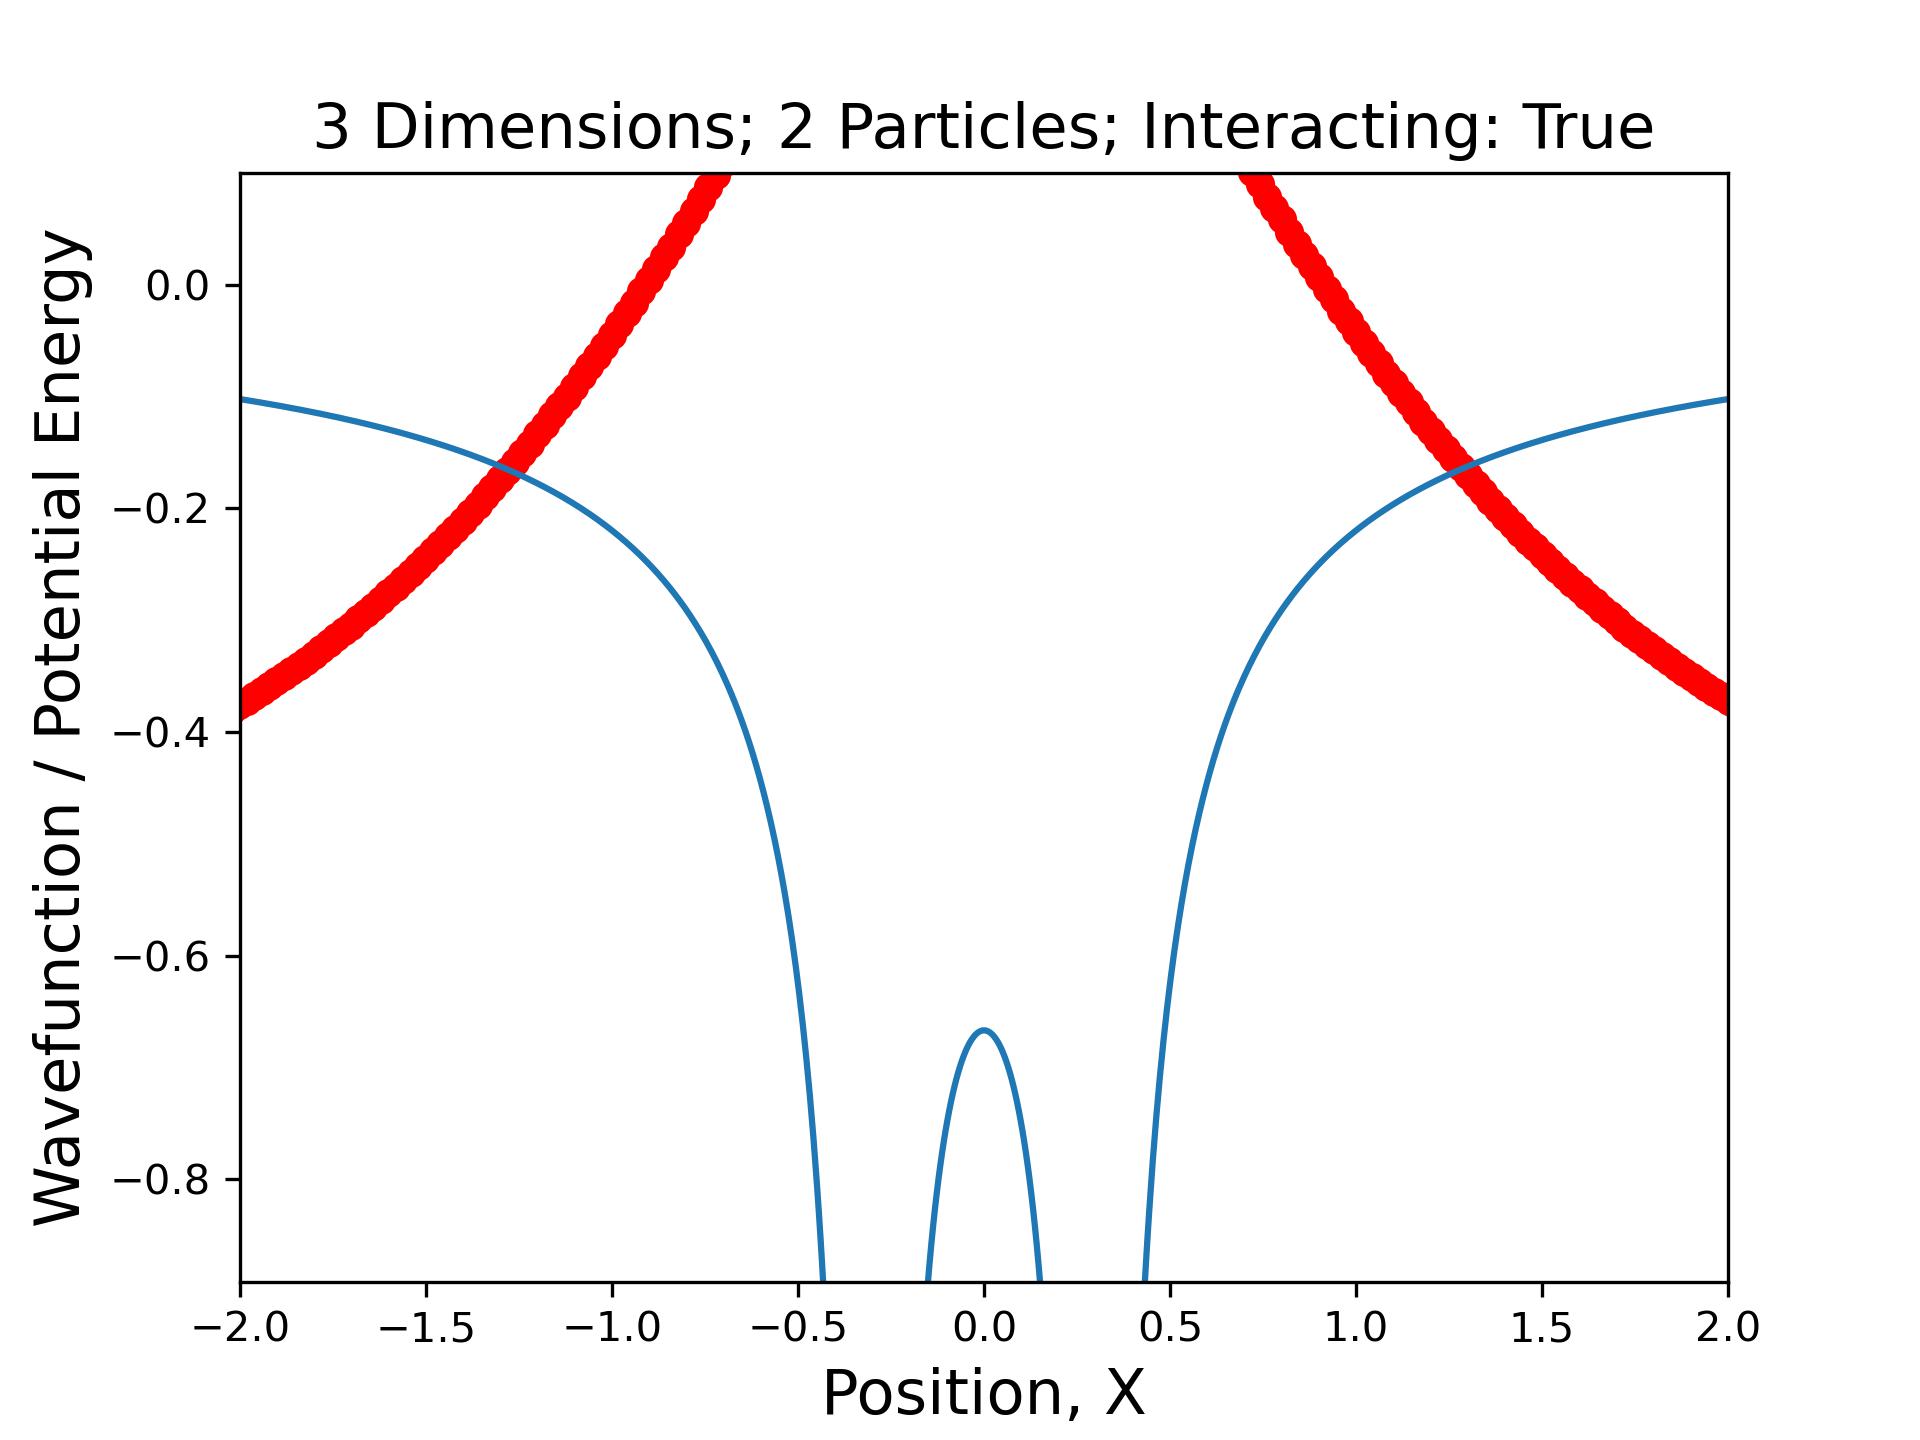 3 Dimensions; 2 Particles; Interacting: True
Wavefunction / Potential Energy
0.0
−0.2
−0.4
−0.6
−0.8
−2.0 −1.5 −1.0 −0.5 0.0 0.5 1.0 1.5 2.0
Position, X